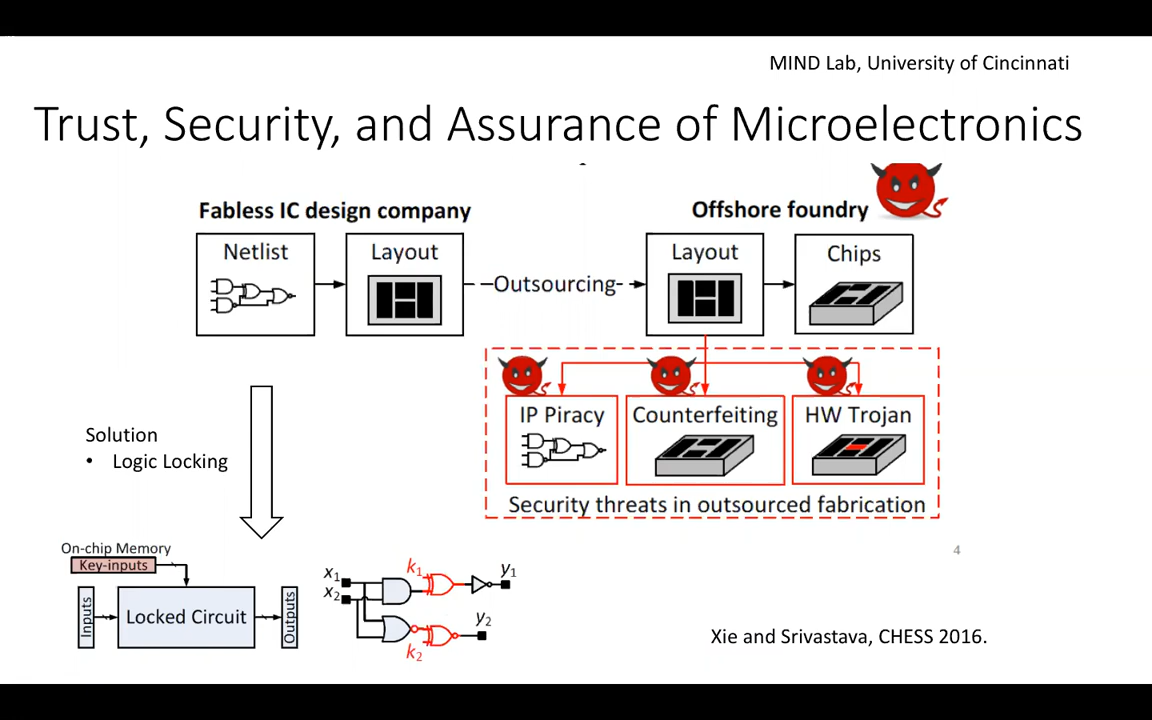 MIND Lab, University of Cincinnati
Trust, Security, and Assurance of Microelectronics
Fabless IC design company
Offshore foundry
Netlist
Layout
Outsourcing
Layout
Chips
IP Piracy
Counterfeiting
HW Trojan
Security threats in outsourced fabrication
Solution
• Logic Locking
On-chip Memory
Key-inputs
Inputs
Locked Circuit
Outputs
x1
x2
k1
y1
y2
k2
4
Xie and Srivastava, CHESS 2016.